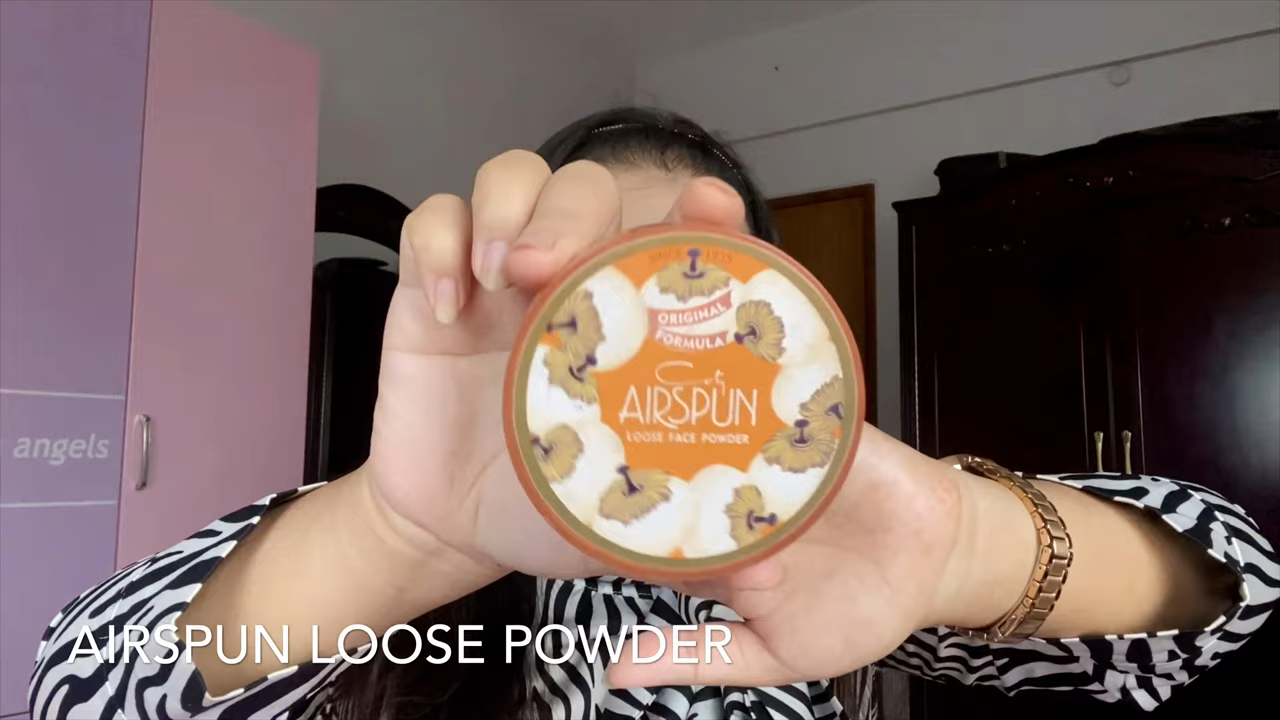 SINCE 1935
ORIGINAL
FORMULA
Coty
AIRSPUN
LOOSE FACE POWDER
angels
AIRSPUN LOOSE POWDER